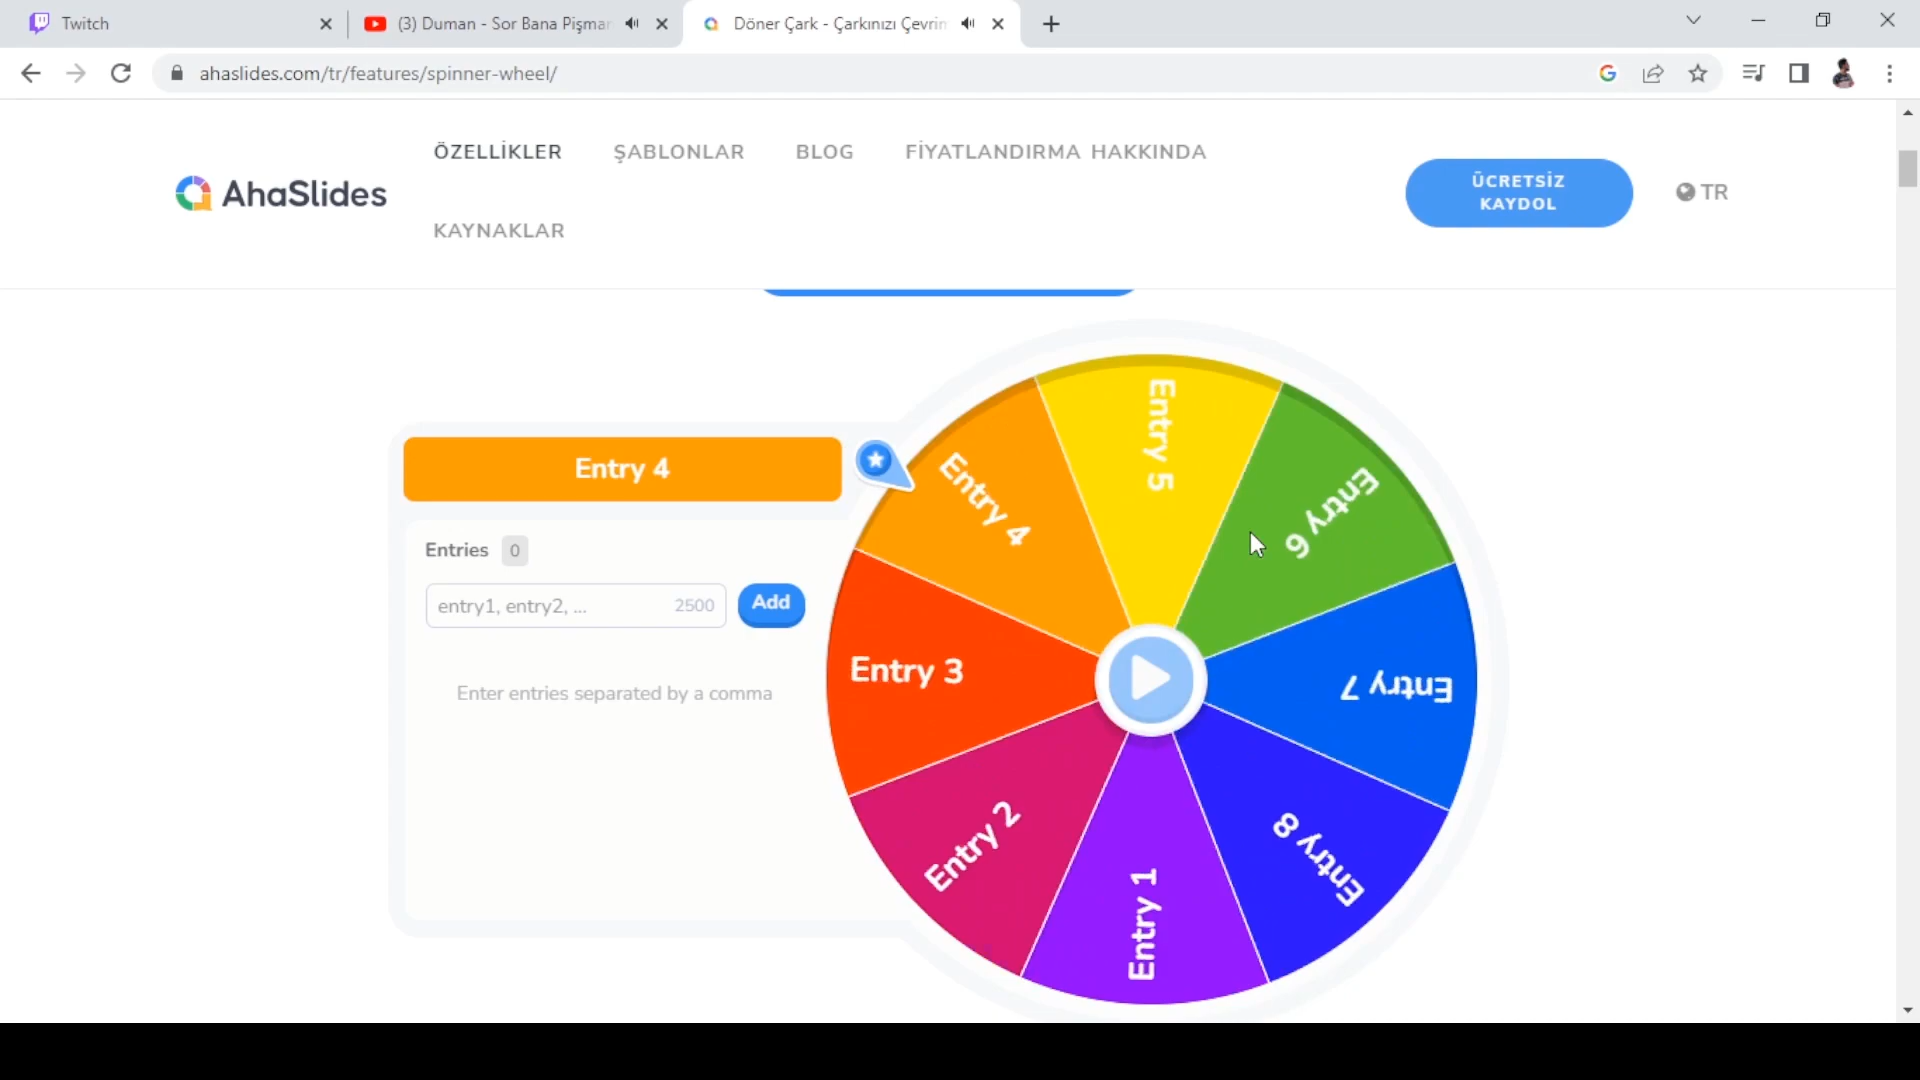 Twitch
(3) Duman - Sor Bana Pişmar
Döner Çark - Çarkınızı Çevrin
ahaslides.com/tr/features/spinner-wheel/
AhaSlides
ÖZELLİKLER
ŞABLONLAR
BLOG
FİYATLANDIRMA
HAKKINDA
KAYNAKLAR
ÜCRETSİZ
KAYDOL
TR
Entry 4
Entries 0
entry1, entry2, ... 2500
Add
Enter entries separated by a comma
Entry 1
Entry 2
Entry 3
Entry 4
Entry 5
Entry 6
Entry 7
Entry 8